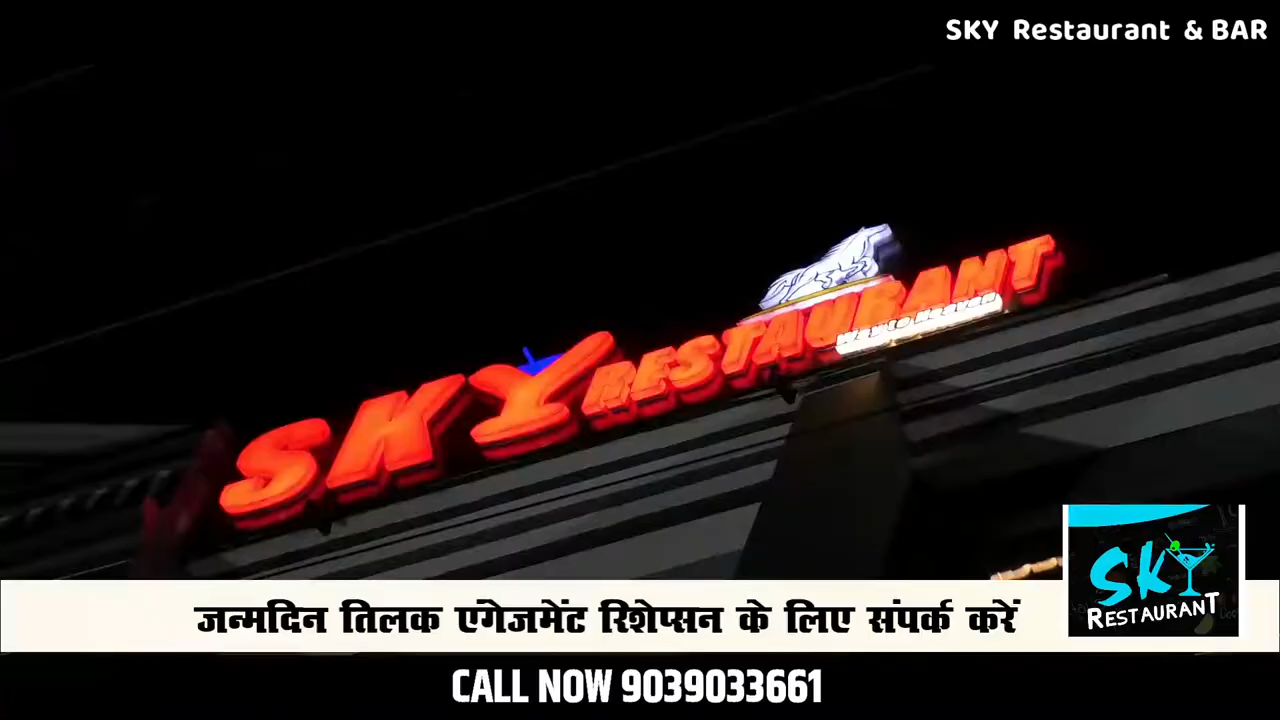 SKY Restaurant & BAR
SKY RESTAURANT
जन्मदिन तिलक एंगेजमेंट रिशेप्सन के लिए संपर्क करें
SKY
RESTAURANT
CALL NOW 9039033661